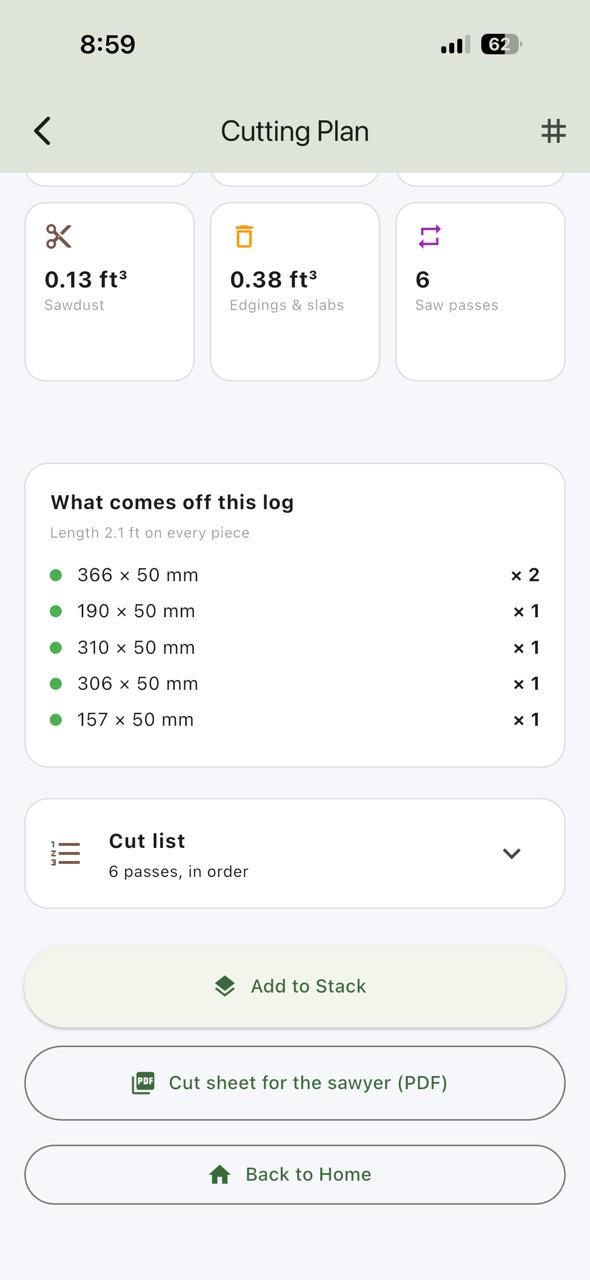 8:59
62
Cutting Plan
0.13 ft³
Sawdust
0.38 ft³
Edgings & slabs
6
Saw passes
What comes off this log
Length 2.1 ft on every piece
366 × 50 mm × 2
190 × 50 mm × 1
310 × 50 mm × 1
306 × 50 mm × 1
157 × 50 mm × 1
Cut list
6 passes, in order
Add to Stack
PDF Cut sheet for the sawyer (PDF)
Back to Home